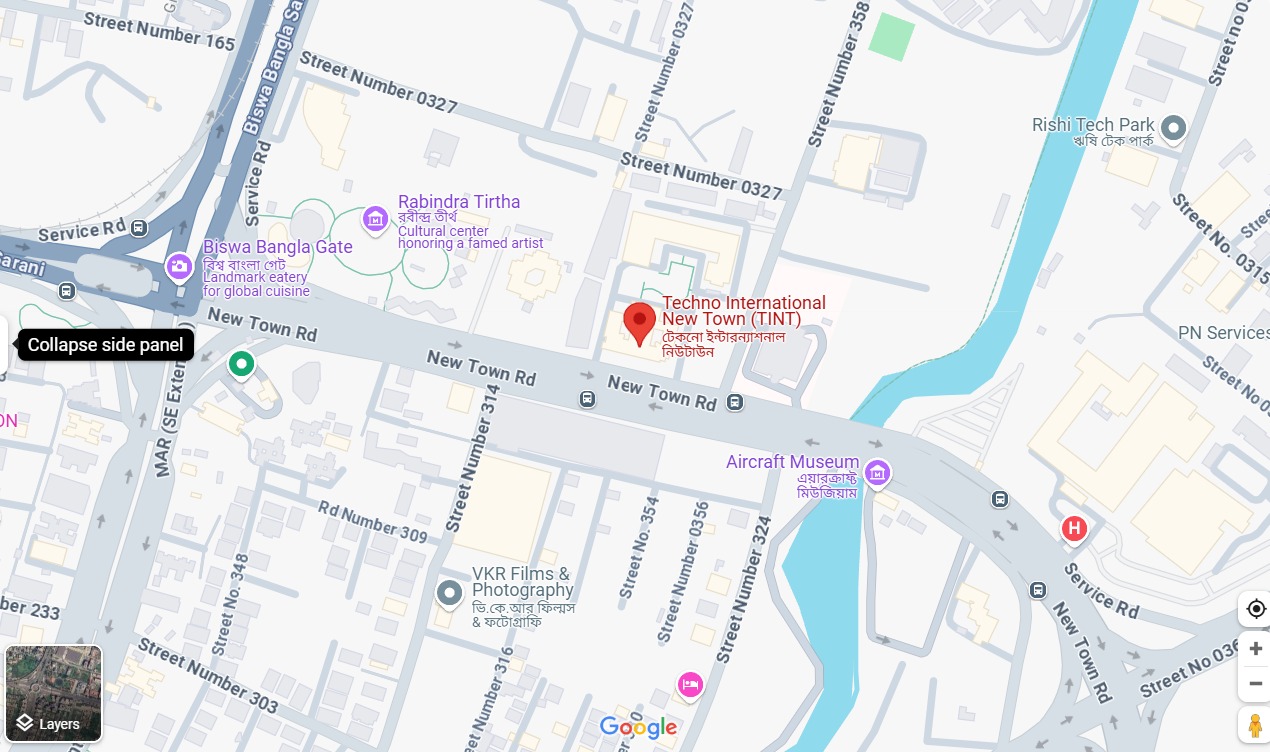 Street Number 165
Biswa Bangla Sa
Street Number 0327
Street Number 0327
Street Number 358
Street no 03
Rishi Tech Park
ঋষি টেক পার্ক
Service Rd
Street Number 0327
Rabindra Tirtha
রবীন্দ্র তীর্থ
Cultural center
honoring a famed artist
Service Rd
Street No. 0315
Stree
Biswa Bangla Gate
বিশ্ব বাংলা গেট
Landmark eatery
for global cuisine
Sarani
Techno International
New Town (TINT)
টেকনো ইন্টারন্যাশনাল
নিউটাউন
New Town Rd
Collapse side panel
PN Services
New Town Rd
New Town Rd
Street No 0
MAR (SE Exten
Street Number 314
ON
Aircraft Museum
এয়ারক্রাফ্ট
মিউজিয়াম
Rd Number 309
Street No. 354
Street Number 0356
Street Number 324
H
VKR Films &
Photography
ভি.কে.আর ফিল্মস
& ফটোগ্রাফি
Street No. 348
Service Rd
ber 233
New Town Rd
Street No 036
Street Number 303
Number 316
Layers
Google